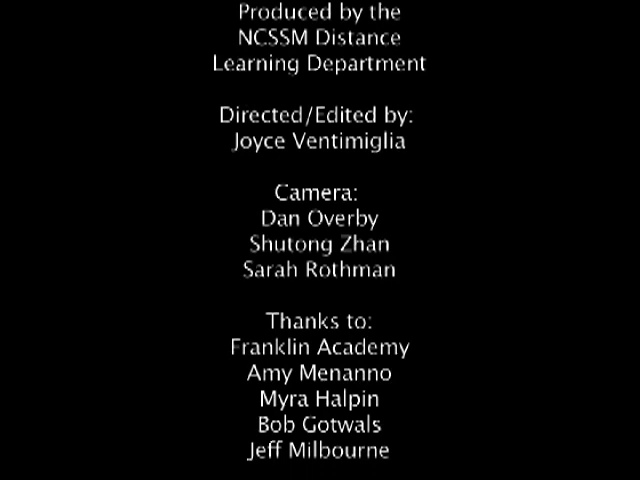 Produced by the
NCSSM Distance
Learning Department
Directed/Edited by:
Joyce Ventimiglia
Camera:
Dan Overby
Shutong Zhan
Sarah Rothman
Thanks to:
Franklin Academy
Amy Menanno
Myra Halpin
Bob Gotwals
Jeff Milbourne